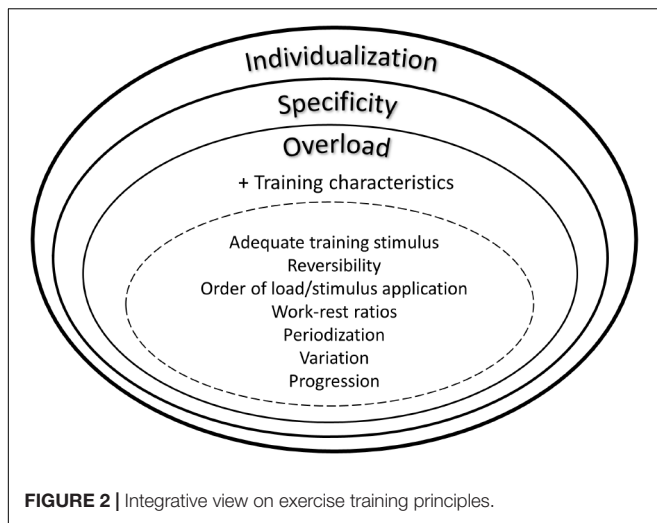 Individualization
Specificity
Overload
+ Training characteristics
Adequate training stimulus
Reversibility
Order of load/stimulus application
Work-rest ratios
Periodization
Variation
Progression
FIGURE 2 | Integrative view on exercise training principles.